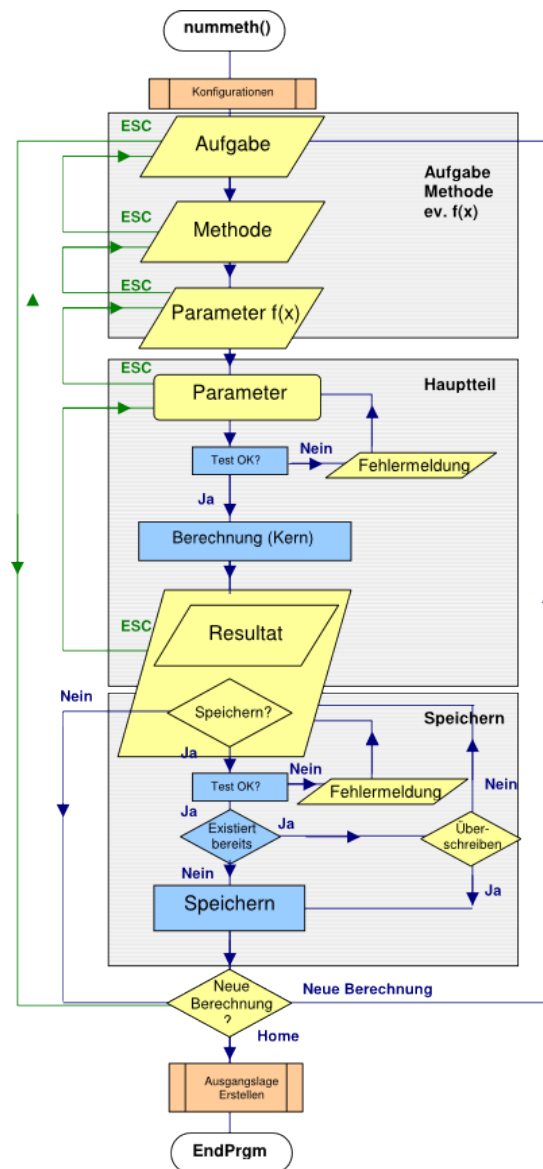 nummeth()
Konfigurationen
ESC
Aufgabe
Aufgabe
Methode
ev. f(x)
ESC
Methode
ESC
Parameter f(x)
ESC
Parameter
Hauptteil
Test OK?
Nein
Fehlermeldung
Ja
Berechnung (Kern)
ESC
Resultat
Nein
Speichern?
Speichern
Ja
Test OK?
Nein
Fehlermeldung
Nein
Ja
Existiert
bereits
Ja
Über-
schreiben
Nein
Ja
Speichern
Neue
Berechnung
?
Neue Berechnung
Home
Ausgangslage
Erstellen
EndPrgm